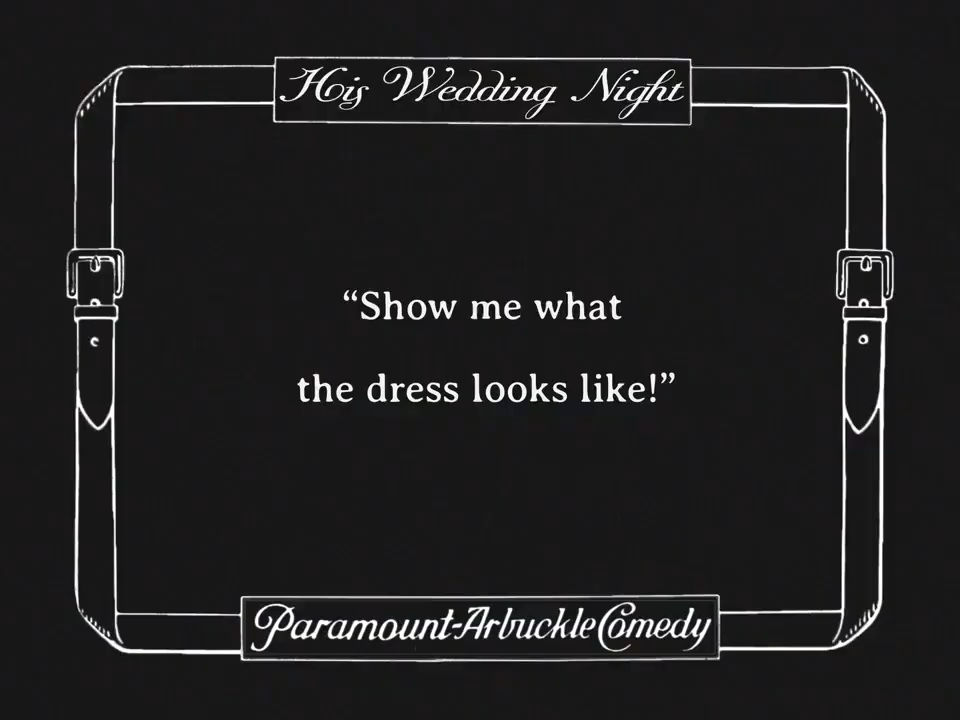 His Wedding Night
“Show me what
the dress looks like!”
Paramount-Arbuckle Comedy